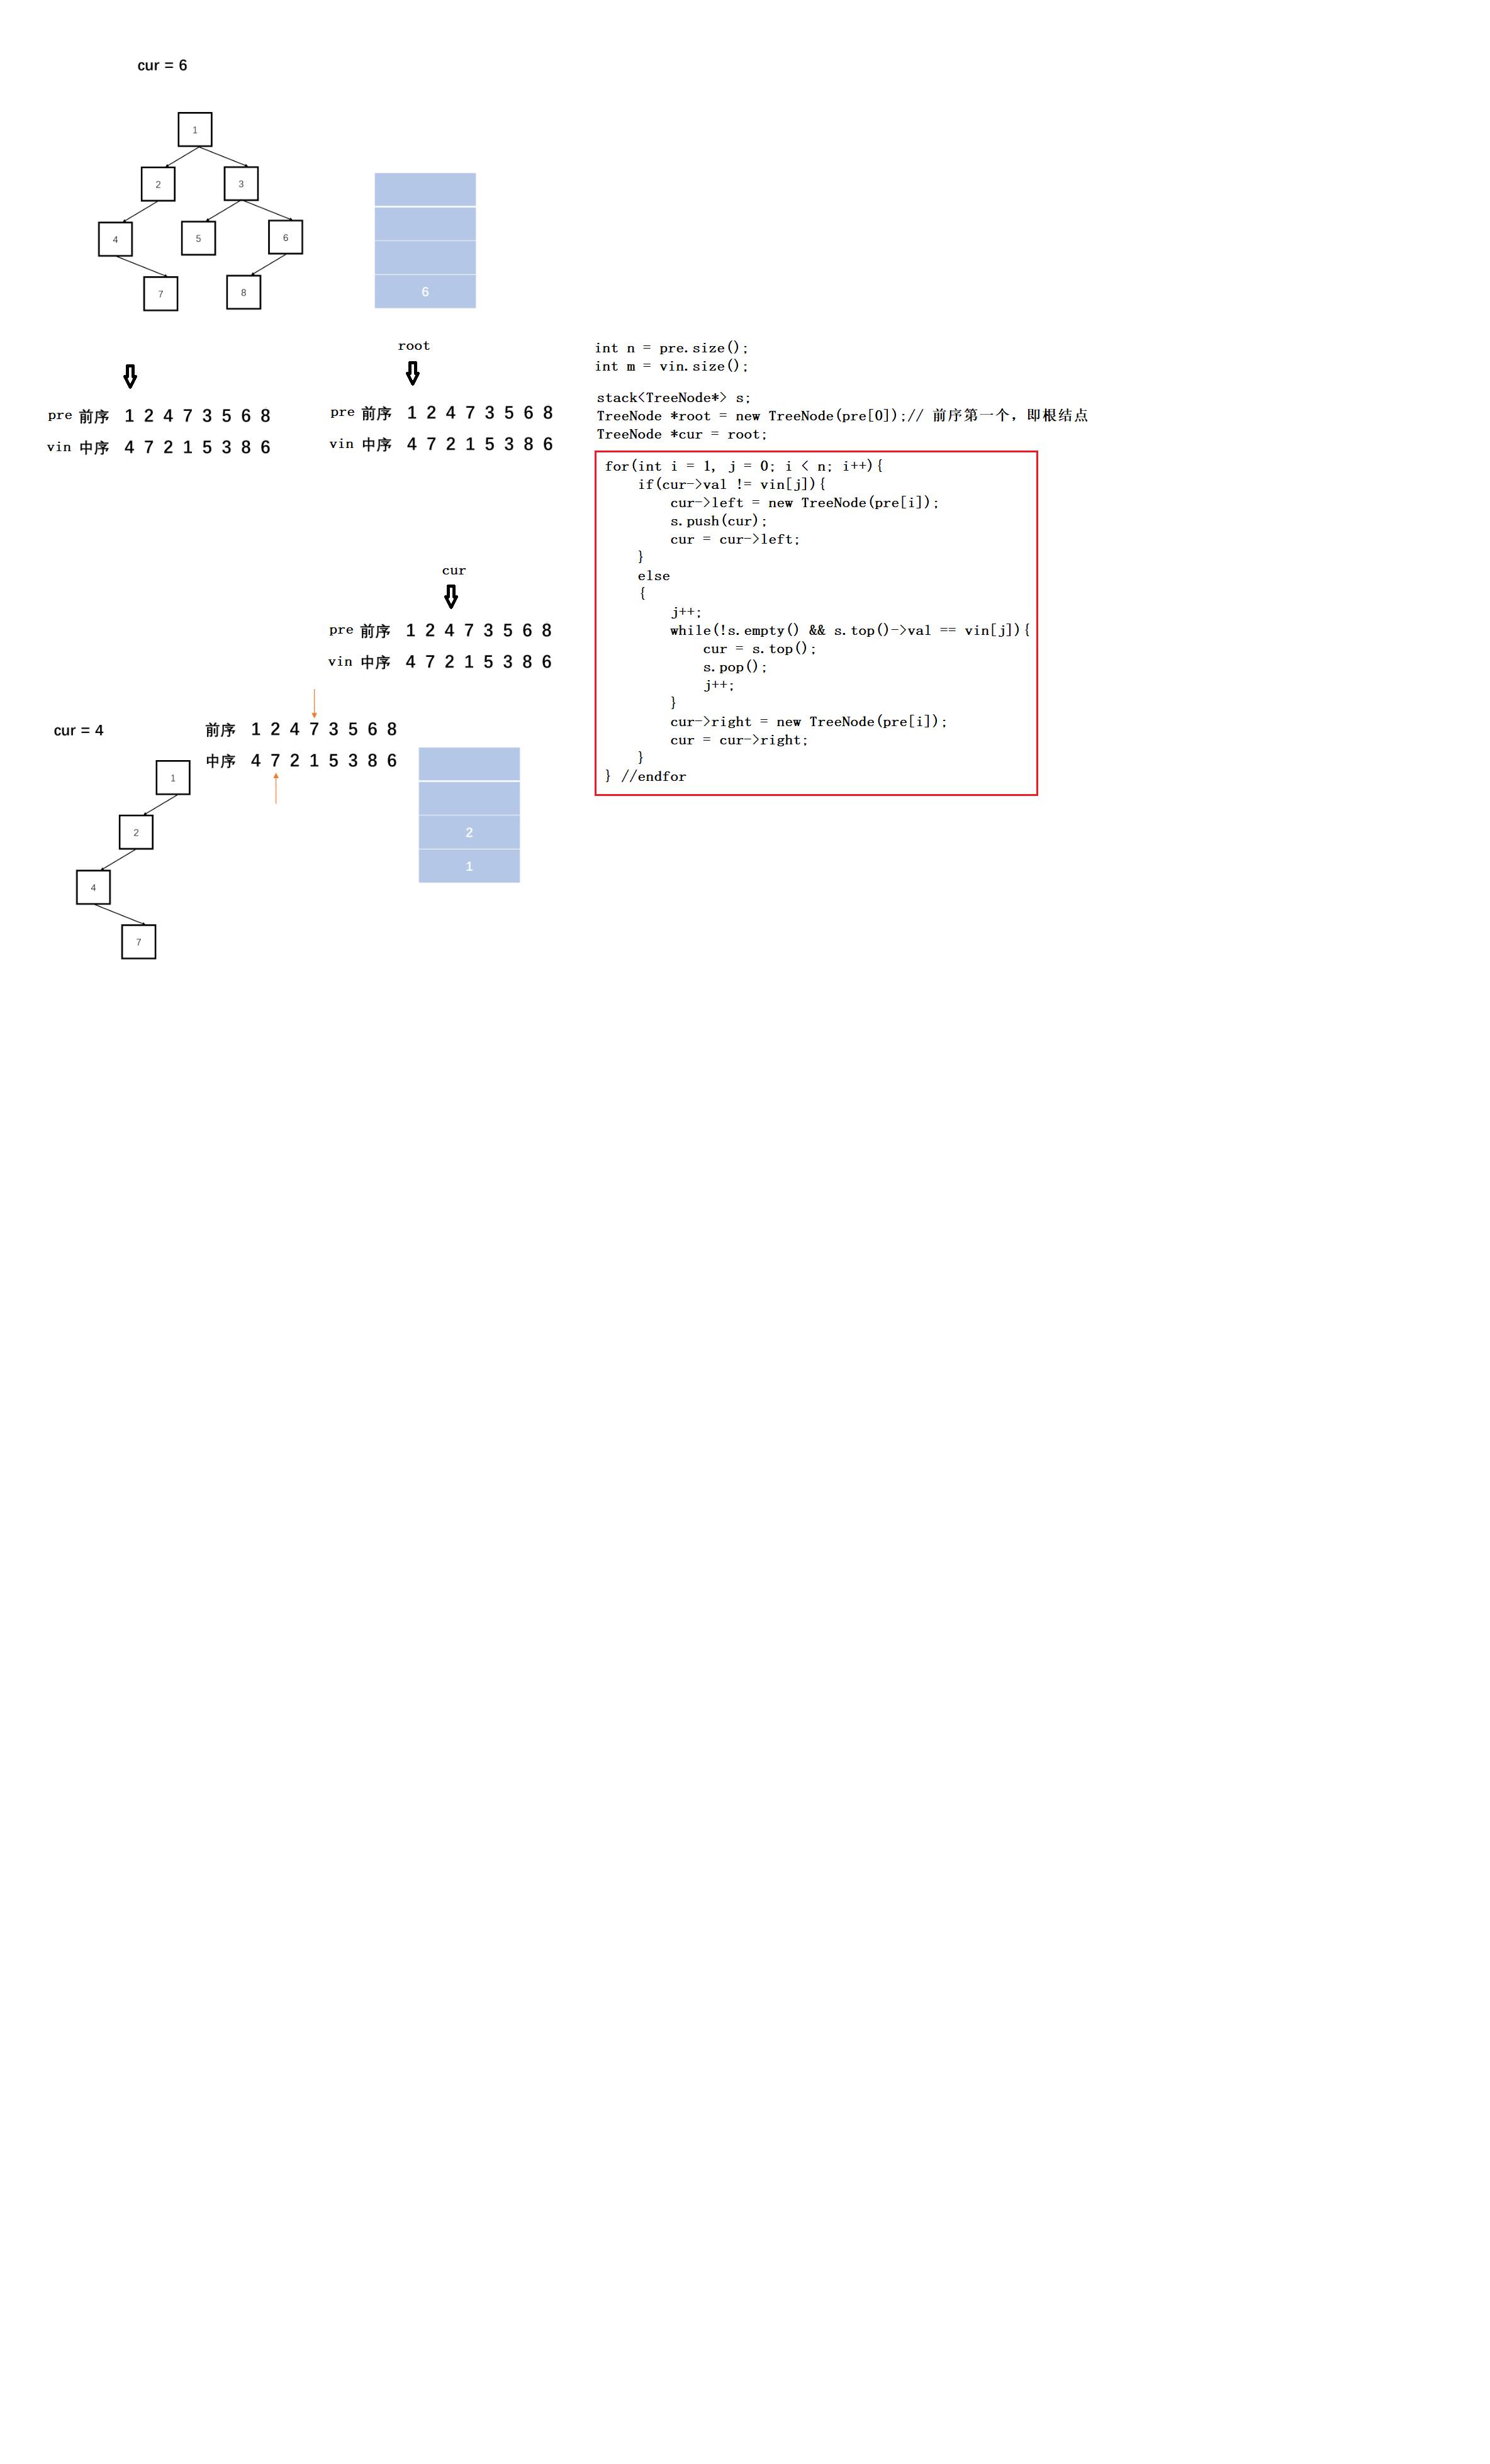 cur = 6
1
2 3
4 5 6
7 8
6
root
pre 前序 1 2 4 7 3 5 6 8
vin 中序 4 7 2 1 5 3 8 6
pre 前序 1 2 4 7 3 5 6 8
vin 中序 4 7 2 1 5 3 8 6
int n = pre.size();
int m = vin.size();
stack<TreeNode*> s;
TreeNode *root = new TreeNode(pre[0]);// 前序第一个，即根结点
TreeNode *cur = root;
for(int i = 1, j = 0; i < n; i++){
if(cur->val != vin[j]){
cur->left = new TreeNode(pre[i]);
s.push(cur);
cur = cur->left;
}
else
{
j++;
while(!s.empty() && s.top()->val == vin[j]){
cur = s.top();
s.pop();
j++;
}
cur->right = new TreeNode(pre[i]);
cur = cur->right;
}
} //endfor
cur
pre 前序 1 2 4 7 3 5 6 8
vin 中序 4 7 2 1 5 3 8 6
cur = 4
前序 1 2 4 7 3 5 6 8
中序 4 7 2 1 5 3 8 6
1
2
4
7
2
1